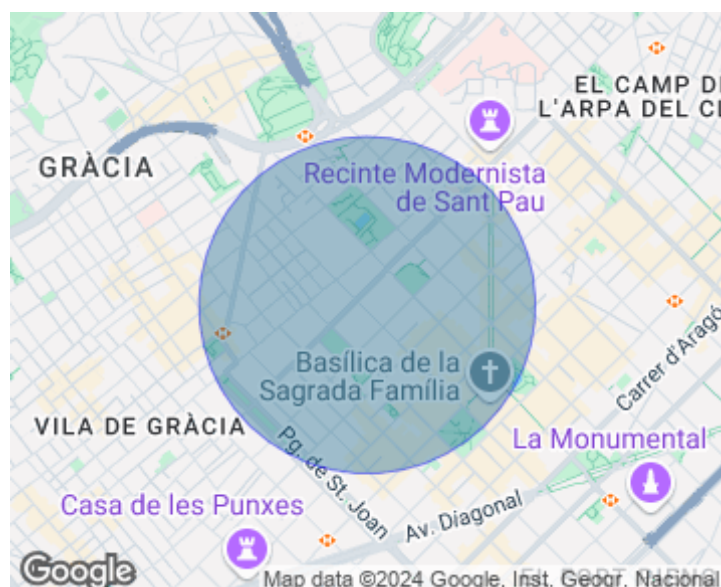 EL CAMP DE
L'ARPA DEL CL
GRÀCIA
Recinte Modernista
de Sant Pau
Basílica de la
Sagrada Família
Carrer d'Aragó
VILA DE GRÀCIA
La Monumental
Pg. de St. Joan
Casa de les Punxes
Av. Diagonal
Google
Map data ©2024 Google, Inst. Geogr. Nacional